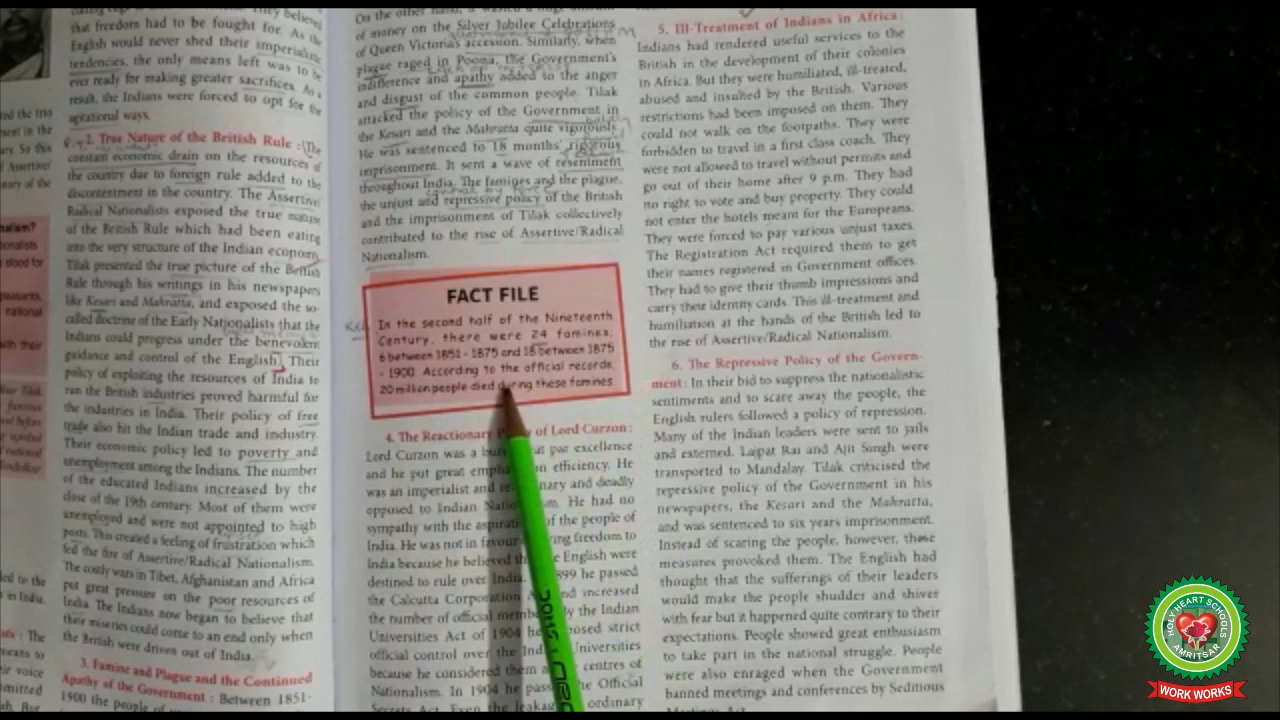 that freedom had to be fought for. As the
English would never shed their imperialistic
tendencies, the only means left was to be
ever ready for making greater sacrifices. As a
result, the Indians were forced to opt for the
agitational ways.
2. True Nature of the British Rule : (The
constant economic drain on the resources of
the country due to foreign rule added to the
discontentment in the country. The Assertive/
Radical Nationalists exposed the true nature
of the British Rule which had been eating
into the very structure of the Indian economy.
Tilak presented the true picture of the British
Rule through his writings in his newspapers
like Kesari and Mahratta, and exposed the so-
called doctrine of the Early Nationalists that the
Indians could progress under the benevolent
guidance and control of the English). Their
policy of exploiting the resources of India to
run the British industries proved harmful for
the industries in India. Their policy of free
trade also hit the Indian trade and industry.
Their economic policy led to poverty and
unemployment among the Indians. The number
of the educated Indians increased by the
close of the 19th century. Most of them were
unemployed and were not appointed to high
posts. This created a feeling of frustration which
led the fire of Assertive/Radical Nationalism.
The costly wars in Tibet, Afghanistan and Africa
put great pressure on the poor resources of
India. The Indians now began to believe that
their miseries could come to an end only when
the British were driven out of India.
3. Famine and Plague and the Continued
Apathy of the Government : Between 1851-
1900 the people of
of money on the Silver Jubilee Celebrations
of Queen Victoria's accession. Similarly, when
plague raged in Poona, the Government's
indifference and apathy added to the anger
and disgust of the common people. Tilak
attacked the policy of the Government in
the Kesari and the Mahratta quite vigorously.
He was sentenced to 18 months' rigorous
imprisonment. It sent a wave of resentment
throughout India. The famines and the plague,
the unjust and repressive policy of the British
and the imprisonment of Tilak collectively
contributed to the rise of Assertive/Radical
Nationalism.
FACT FILE
In the second half of the Nineteenth
Century, there were 24 famines;
6 between 1851 - 1875 and 18 between 1875
- 1900. According to the official records,
20 million people died during these famines.
4. The Reactionary of Lord Curzon :
Lord Curzon was a par excellence
and he put great on efficiency. He
was an imperialist and and deadly
opposed to Indian He had no
sympathy with the of the people of
India. He was not in favour freedom to
India because he believed English were
destined to rule over India. he passed
the Calcutta Corporation increased
the number of official the Indian
Universities Act of 1904 strict
official control over the Universities
because he considered them centres of
Nationalism. In 1904 he the Official
Secrets Act. Even the ordinary
5. Ill-Treatment of Indians in Africa :
Indians had rendered useful services to the
British in the development of their colonies
in Africa. But they were humiliated, ill-treated,
abused and insulted by the British. Various
restrictions had been imposed on them. They
could not walk on the footpaths. They were
forbidden to travel in a first class coach. They
were not allowed to travel without permits and
go out of their home after 9 p.m. They had
no right to vote and buy property. They could
not enter the hotels meant for the Europeans.
They were forced to pay various unjust taxes.
The Registration Act required them to get
their names registered in Government offices.
They had to give their thumb impressions and
carry their identity cards. This ill-treatment and
humiliation at the hands of the British led to
the rise of Assertive/Radical Nationalism.
6. The Repressive Policy of the Govern-
ment : In their bid to suppress the nationalistic
sentiments and to scare away the people, the
English rulers followed a policy of repression.
Many of the Indian leaders were sent to jails
and externed. Lajpat Rai and Ajit Singh were
transported to Mandalay. Tilak criticised the
repressive policy of the Government in his
newspapers, the Kesari and the Mahratta,
and was sentenced to six years imprisonment.
Instead of scaring the people, however, these
measures provoked them. The English had
thought that the sufferings of their leaders
would make the people shudder and shiver
with fear but it happened quite contrary to their
expectations. People showed great enthusiasm
to take part in the national struggle. People
were also enraged when the Government
banned meetings and conferences by Seditious
HOLY HEART SCHOOLS
AMRITSAR
WORK WORKS